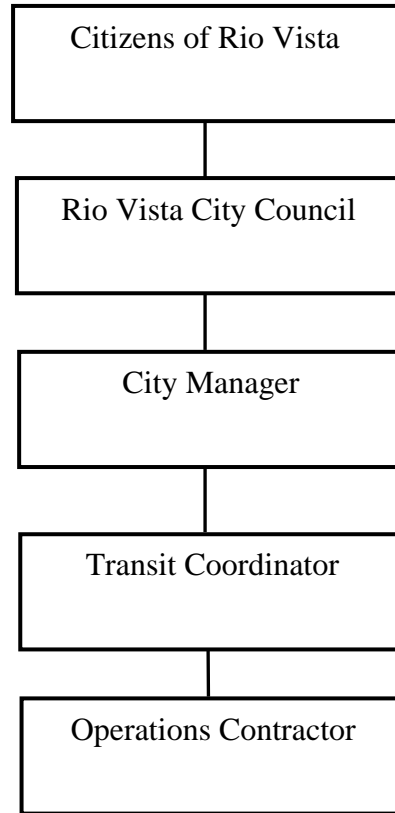 Citizens of Rio Vista
Rio Vista City Council
City Manager
Transit Coordinator
Operations Contractor